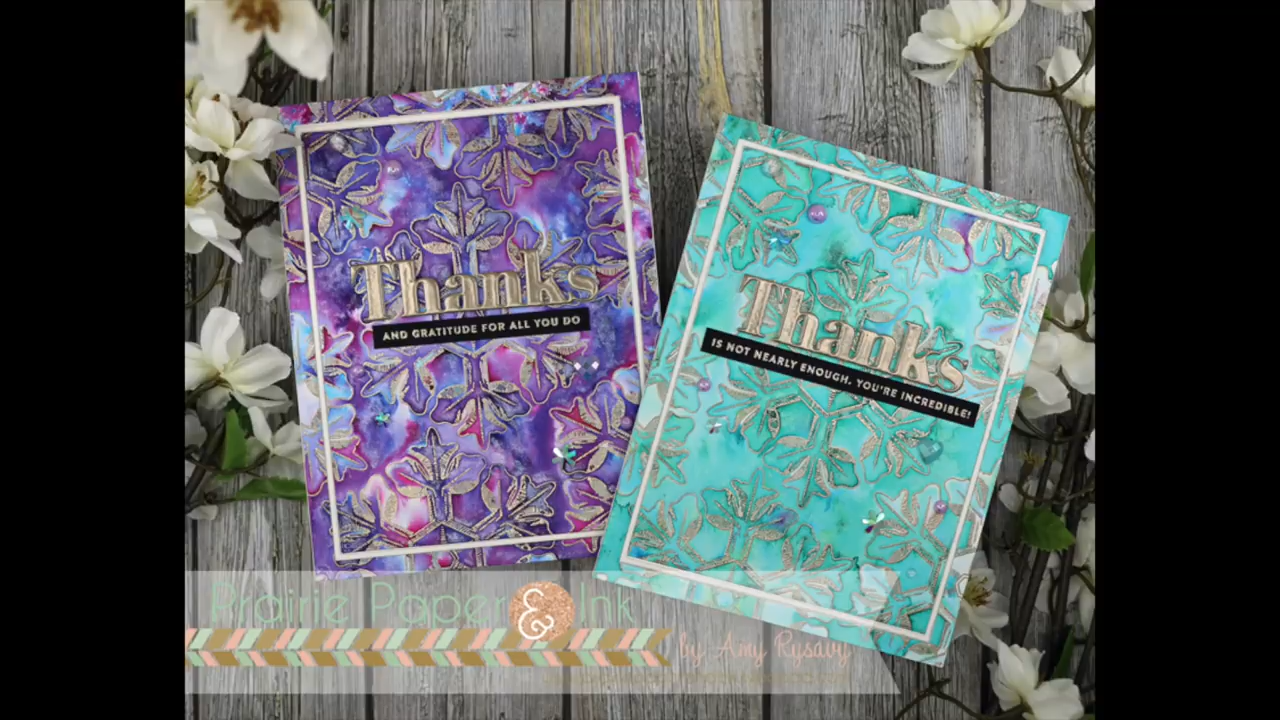 Thanks
AND GRATITUDE FOR ALL YOU DO
Thanks
IS NOT NEARLY ENOUGH. YOU'RE INCREDIBLE!
Prairie Paper & Ink
by Amy Rysavy